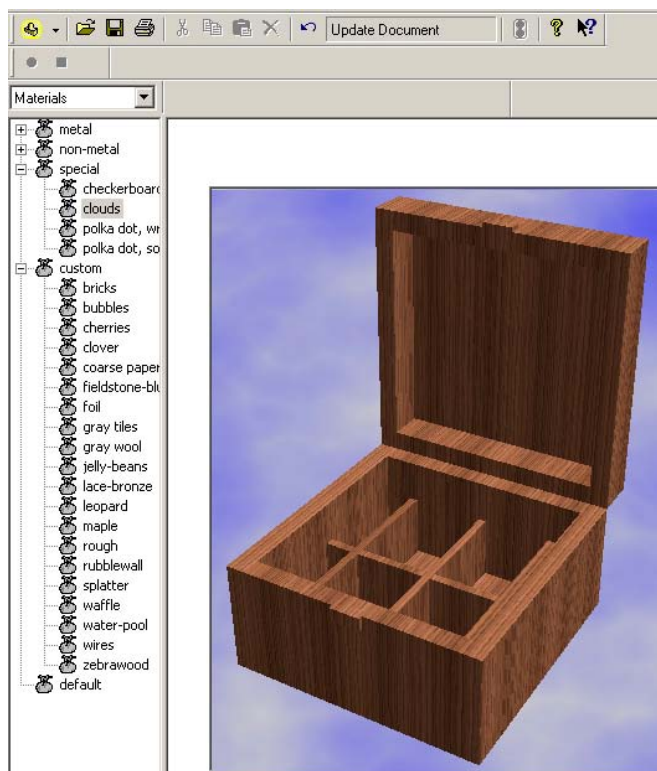 Update Document
Materials
metal
non-metal
special
checkerboard
clouds
polka dot, wr
polka dot, so
custom
bricks
bubbles
cherries
clover
coarse paper
fieldstone-blu
foil
gray tiles
gray wool
jelly-beans
lace-bronze
leopard
maple
rough
rubblewall
splatter
waffle
water-pool
wires
zebrawood
default